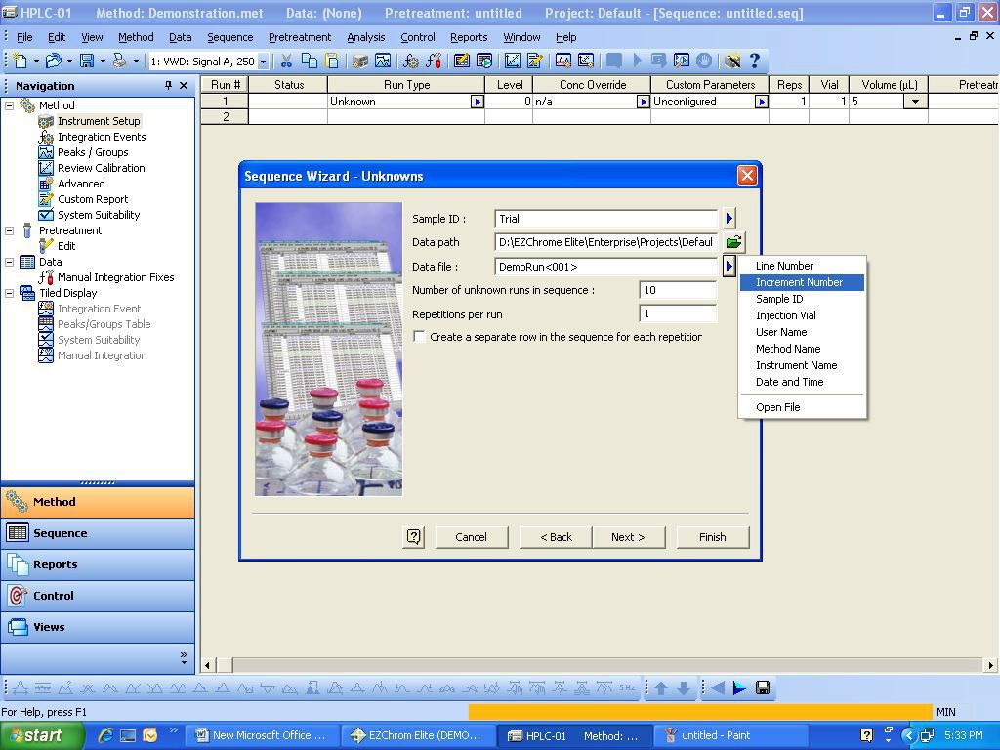 HPLC-01 Method: Demonstration.met Data: (None) Pretreatment: untitled Project: Default - [Sequence: untitled.seq]
File Edit View Method Data Sequence Pretreatment Analysis Control Reports Window Help
1: VWD: Signal A, 250
Navigation
Method
Instrument Setup
Integration Events
Peaks / Groups
Review Calibration
Advanced
Custom Report
System Suitability
Pretreatment
Edit
Data
Manual Integration Fixes
Tiled Display
Integration Event
Peaks/Groups Table
System Suitability
Manual Integration
Method
Sequence
Reports
Control
Views
Run # Status Run Type Level Conc Override Custom Parameters Reps Vial Volume (µL) Pretreatr
1 Unknown 0 n/a Unconfigured 1 1 5
2
Sequence Wizard - Unknowns
Sample ID : Trial
Data path D:\EZChrome Elite\Enterprise\Projects\Defaul
Data file : DemoRun<001>
Number of unknown runs in sequence : 10
Repetitions per run 1
Create a separate row in the sequence for each repetitior
Cancel < Back Next > Finish
Line Number
Increment Number
Sample ID
Injection Vial
User Name
Method Name
Instrument Name
Date and Time
Open File
5 Hz
For Help, press F1 MIN
start New Microsoft Office ... EZChrom Elite (DEMO... HPLC-01 Method: ... untitled - Paint 5:33 PM